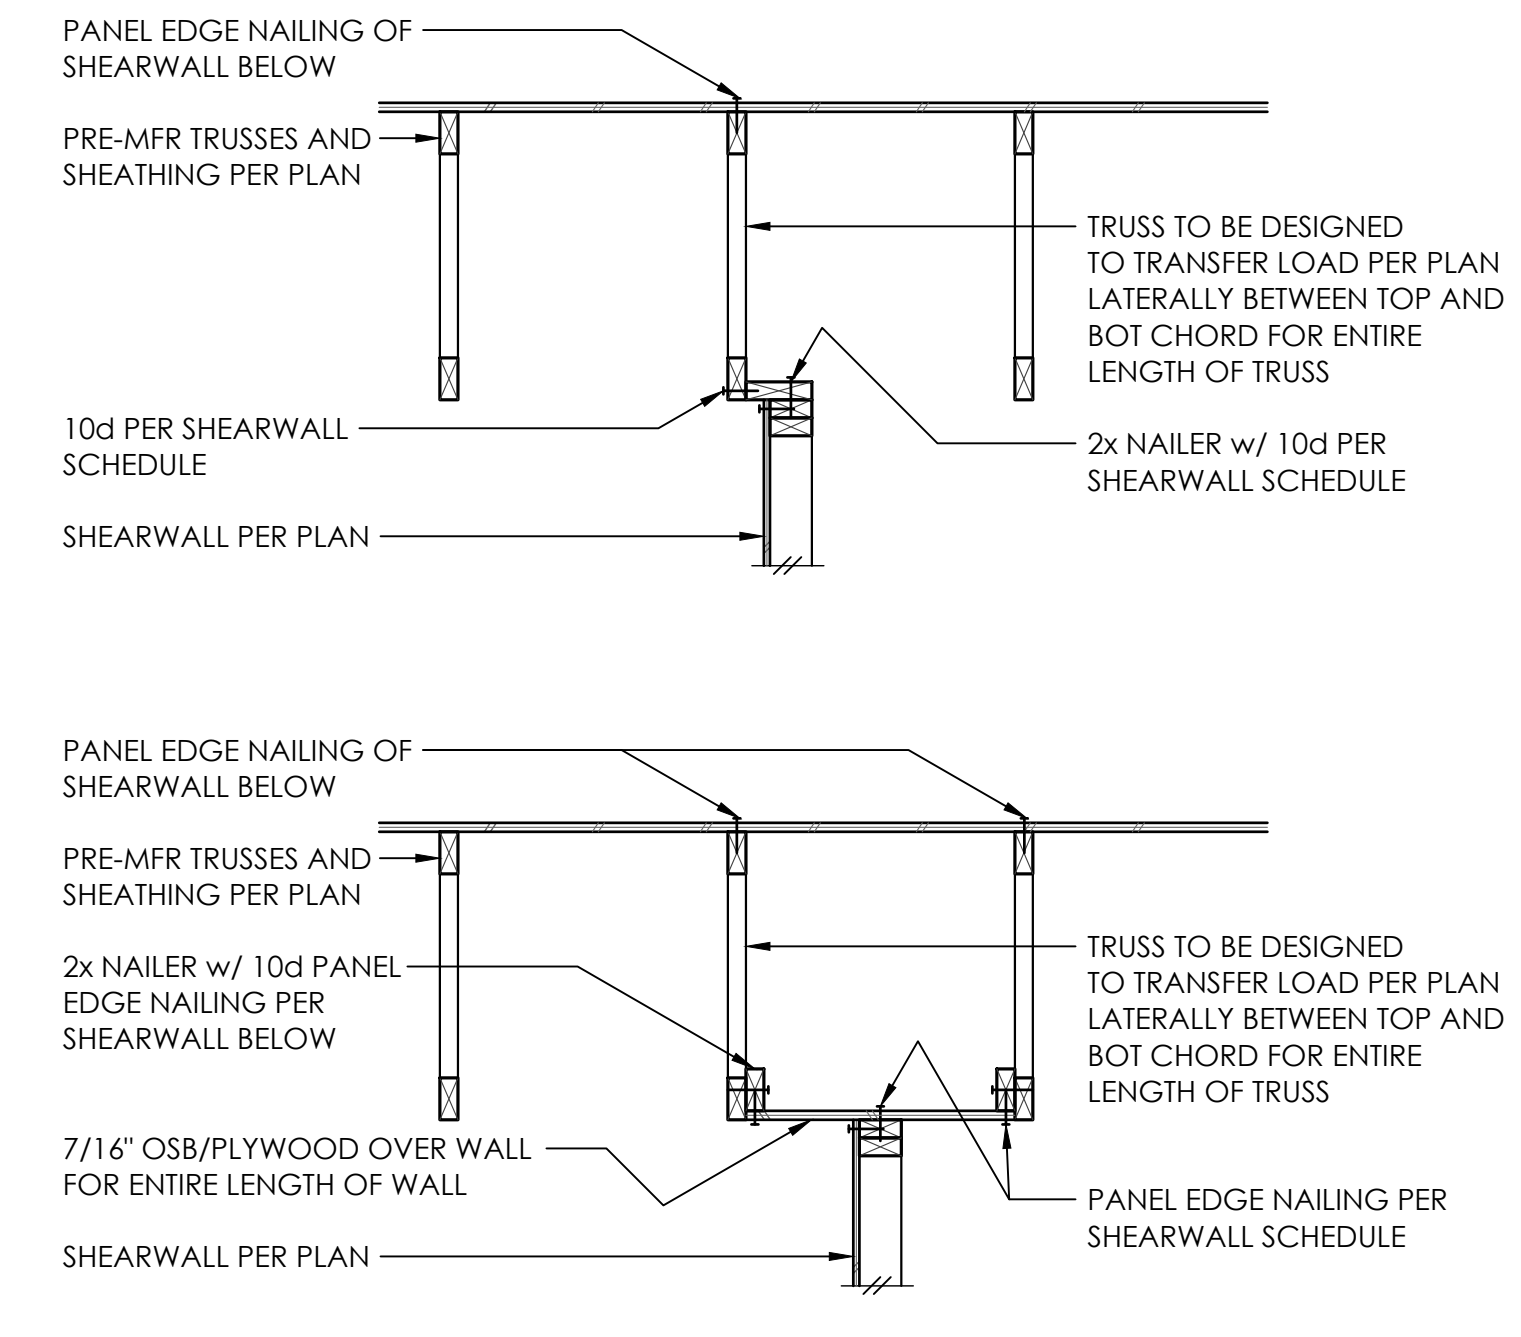 PANEL EDGE NAILING OF
SHEARWALL BELOW
PRE-MFR TRUSSES AND
SHEATHING PER PLAN
TRUSS TO BE DESIGNED
TO TRANSFER LOAD PER PLAN
LATERALLY BETWEEN TOP AND
BOT CHORD FOR ENTIRE
LENGTH OF TRUSS
10d PER SHEARWALL
SCHEDULE
2x NAILER w/ 10d PER
SHEARWALL SCHEDULE
SHEARWALL PER PLAN
PANEL EDGE NAILING OF
SHEARWALL BELOW
PRE-MFR TRUSSES AND
SHEATHING PER PLAN
2x NAILER w/ 10d PANEL
EDGE NAILING PER
SHEARWALL BELOW
TRUSS TO BE DESIGNED
TO TRANSFER LOAD PER PLAN
LATERALLY BETWEEN TOP AND
BOT CHORD FOR ENTIRE
LENGTH OF TRUSS
7/16" OSB/PLYWOOD OVER WALL
FOR ENTIRE LENGTH OF WALL
PANEL EDGE NAILING PER
SHEARWALL SCHEDULE
SHEARWALL PER PLAN